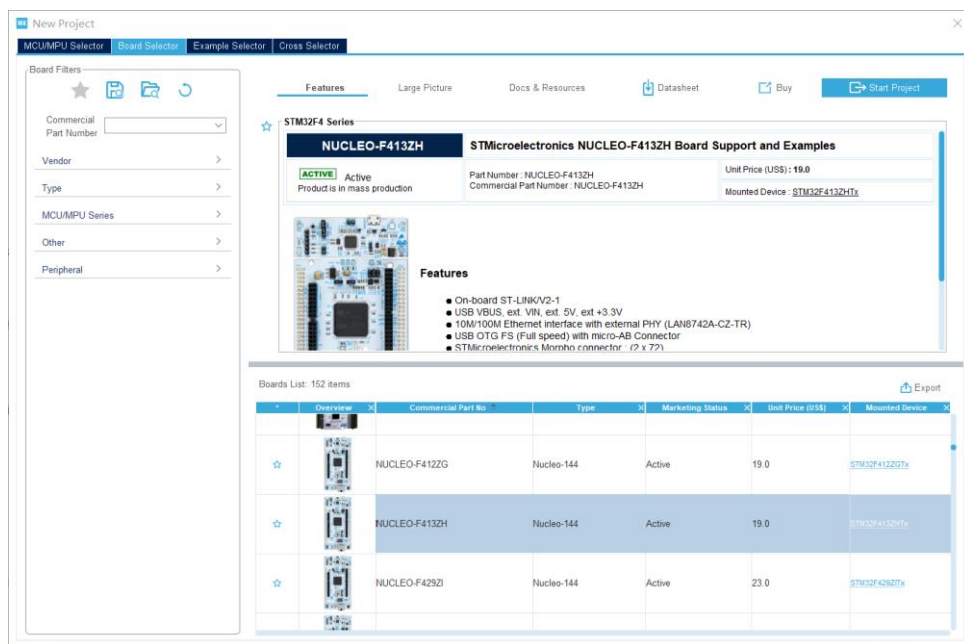 MX New Project
MCU/MPU Selector Board Selector Example Selector Cross Selector
Board Filters
Commercial
Part Number
Vendor
Type
MCU/MPU Series
Other
Peripheral
Features Large Picture Docs & Resources Datasheet Buy Start Project
STM32F4 Series
NUCLEO-F413ZH STMicroelectronics NUCLEO-F413ZH Board Support and Examples
ACTIVE Active
Product is in mass production
Part Number : NUCLEO-F413ZH
Commercial Part Number : NUCLEO-F413ZH
Unit Price (US$) : 19.0
Mounted Device : STM32F413ZHTx
Features
● On-board ST-LINK/V2-1
● USB VBUS, ext. VIN, ext. 5V, ext +3.3V
● 10M/100M Ethernet interface with external PHY (LAN8742A-CZ-TR)
● USB OTG FS (Full speed) with micro-AB Connector
● STMicroelectronics Morpho connector : (2 x 72)
Boards List: 152 items
Export
* Overview Commercial Part No Type Marketing Status Unit Price (US$) Mounted Device
NUCLEO-F412ZG Nucleo-144 Active 19.0 STM32F412ZGTx
NUCLEO-F413ZH Nucleo-144 Active 19.0 STM32F413ZHTx
NUCLEO-F429ZI Nucleo-144 Active 23.0 STM32F429ZITx